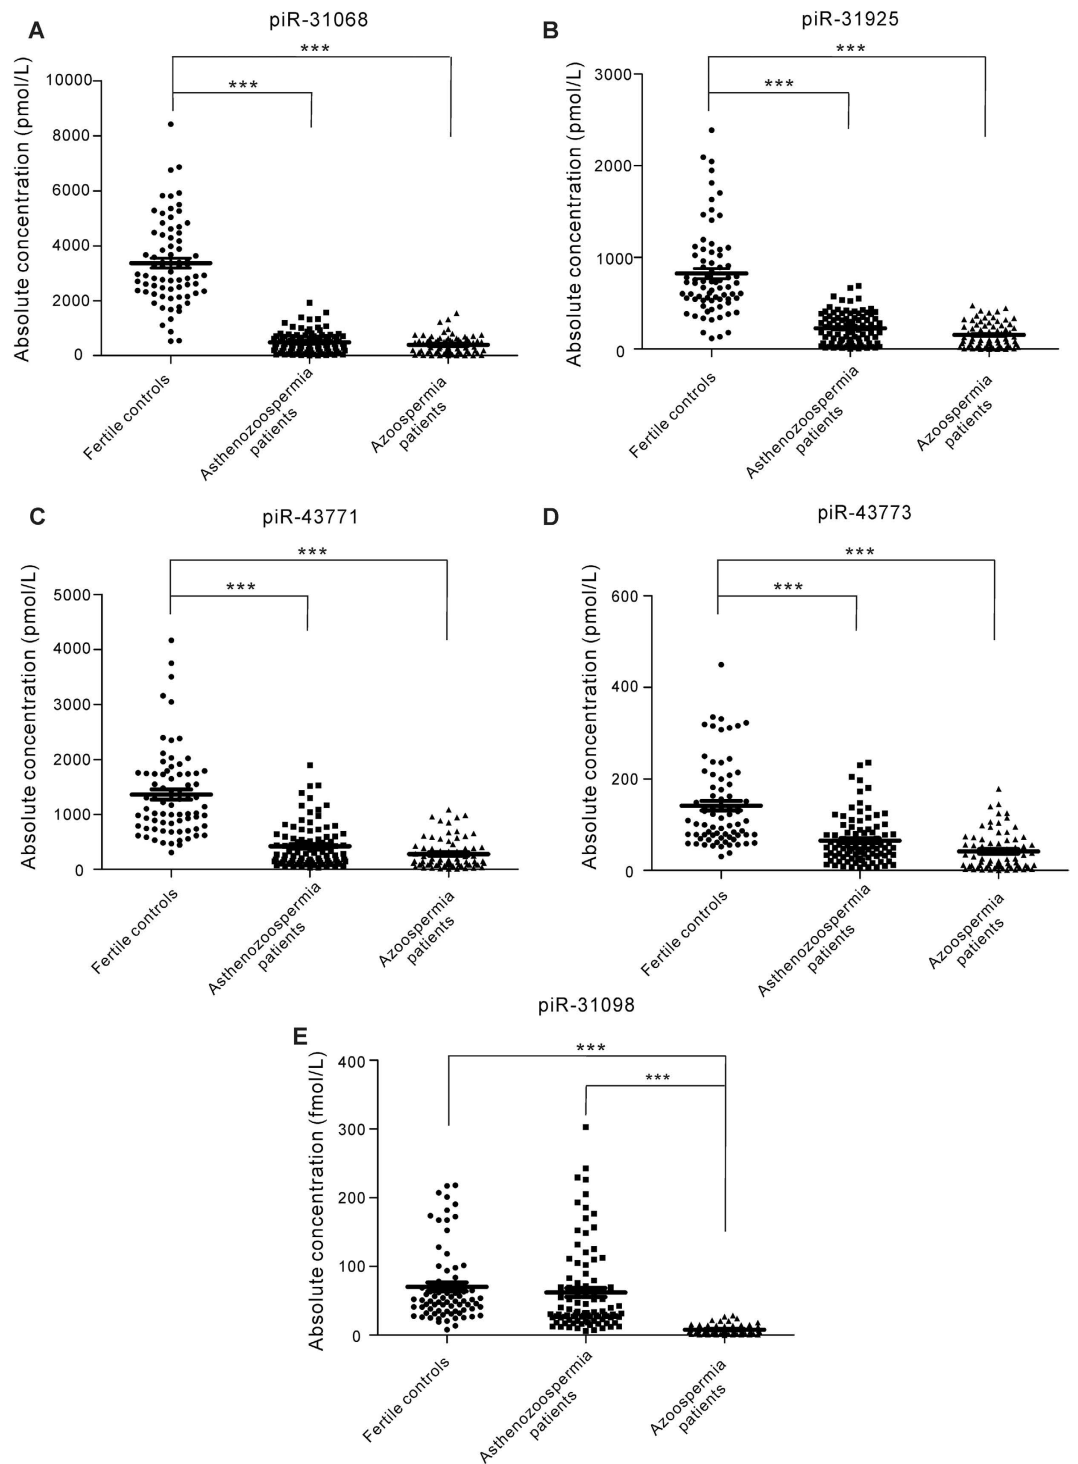 A
piR-31068
***
***
Absolute concentration (pmol/L)
10000
8000
6000
4000
2000
0
Fertile controls
Asthenozoospermia
patients
Azoospermia
patients
B
piR-31925
***
***
Absolute concentration (pmol/L)
3000
2000
1000
0
Fertile controls
Asthenozoospermia
patients
Azoospermia
patients
C
piR-43771
***
***
Absolute concentration (pmol/L)
5000
4000
3000
2000
1000
0
Fertile controls
Asthenozoospermia
patients
Azoospermia
patients
D
piR-43773
***
***
Absolute concentration (pmol/L)
600
400
200
0
Fertile controls
Asthenozoospermia
patients
Azoospermia
patients
E
piR-31098
***
***
Absolute concentration (fmol/L)
400
300
200
100
0
Fertile controls
Asthenozoospermia
patients
Azoospermia
patients